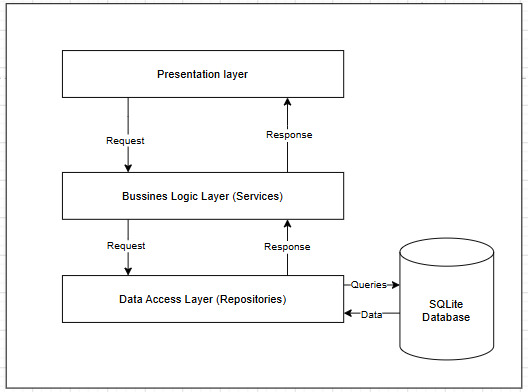 Presentation layer
Request
Response
Bussines Logic Layer (Services)
Request
Response
Data Access Layer (Repositories)
Queries
Data
SQLite
Database